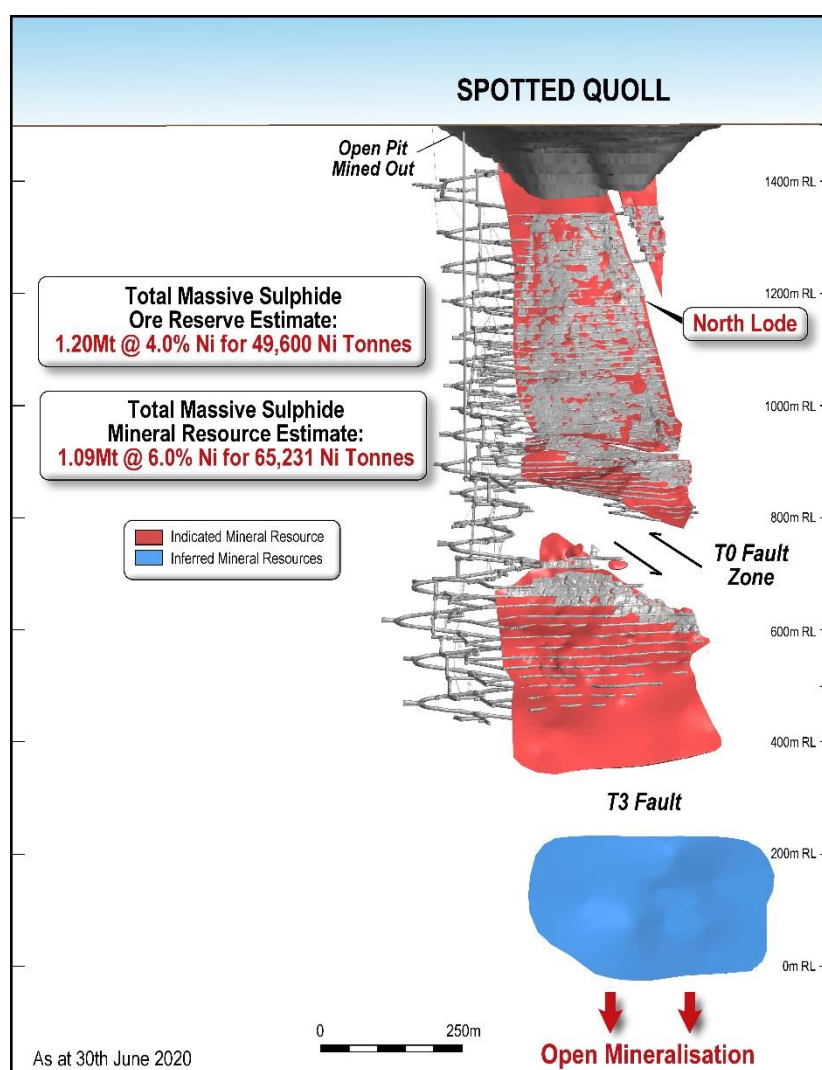 SPOTTED QUOLL
Open Pit
Mined Out
1400m RL
Total Massive Sulphide
Ore Reserve Estimate:
1.20Mt @ 4.0% Ni for 49,600 Ni Tonnes
1200m RL
North Lode
Total Massive Sulphide
Mineral Resource Estimate:
1.09Mt @ 6.0% Ni for 65,231 Ni Tonnes
1000m RL
800m RL
Indicated Mineral Resource
Inferred Mineral Resources
T0 Fault
Zone
600m RL
400m RL
T3 Fault
200m RL
0m RL
0 250m
Open Mineralisation
As at 30th June 2020